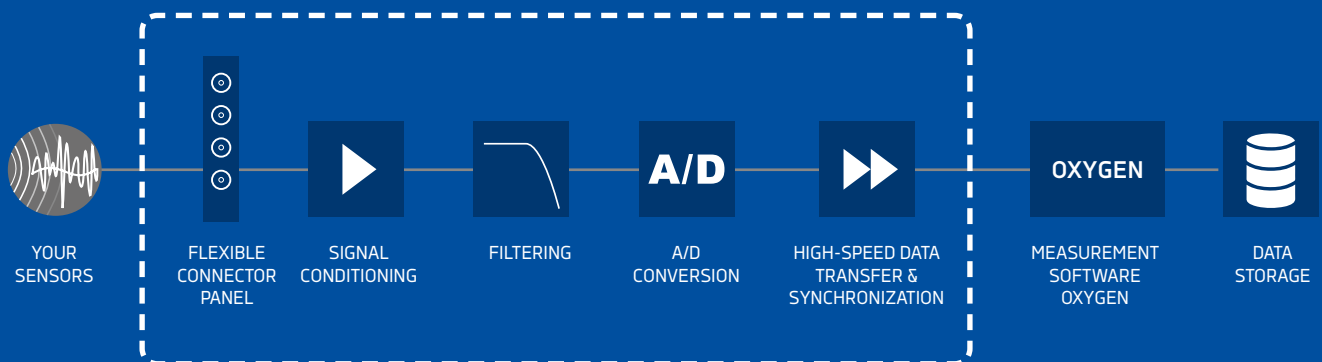 A/D
OXYGEN
YOUR
SENSORS
FLEXIBLE
CONNECTOR
PANEL
SIGNAL
CONDITIONING
FILTERING
A/D
CONVERSION
HIGH-SPEED DATA
TRANSFER &
SYNCHRONIZATION
MEASUREMENT
SOFTWARE
OXYGEN
DATA
STORAGE